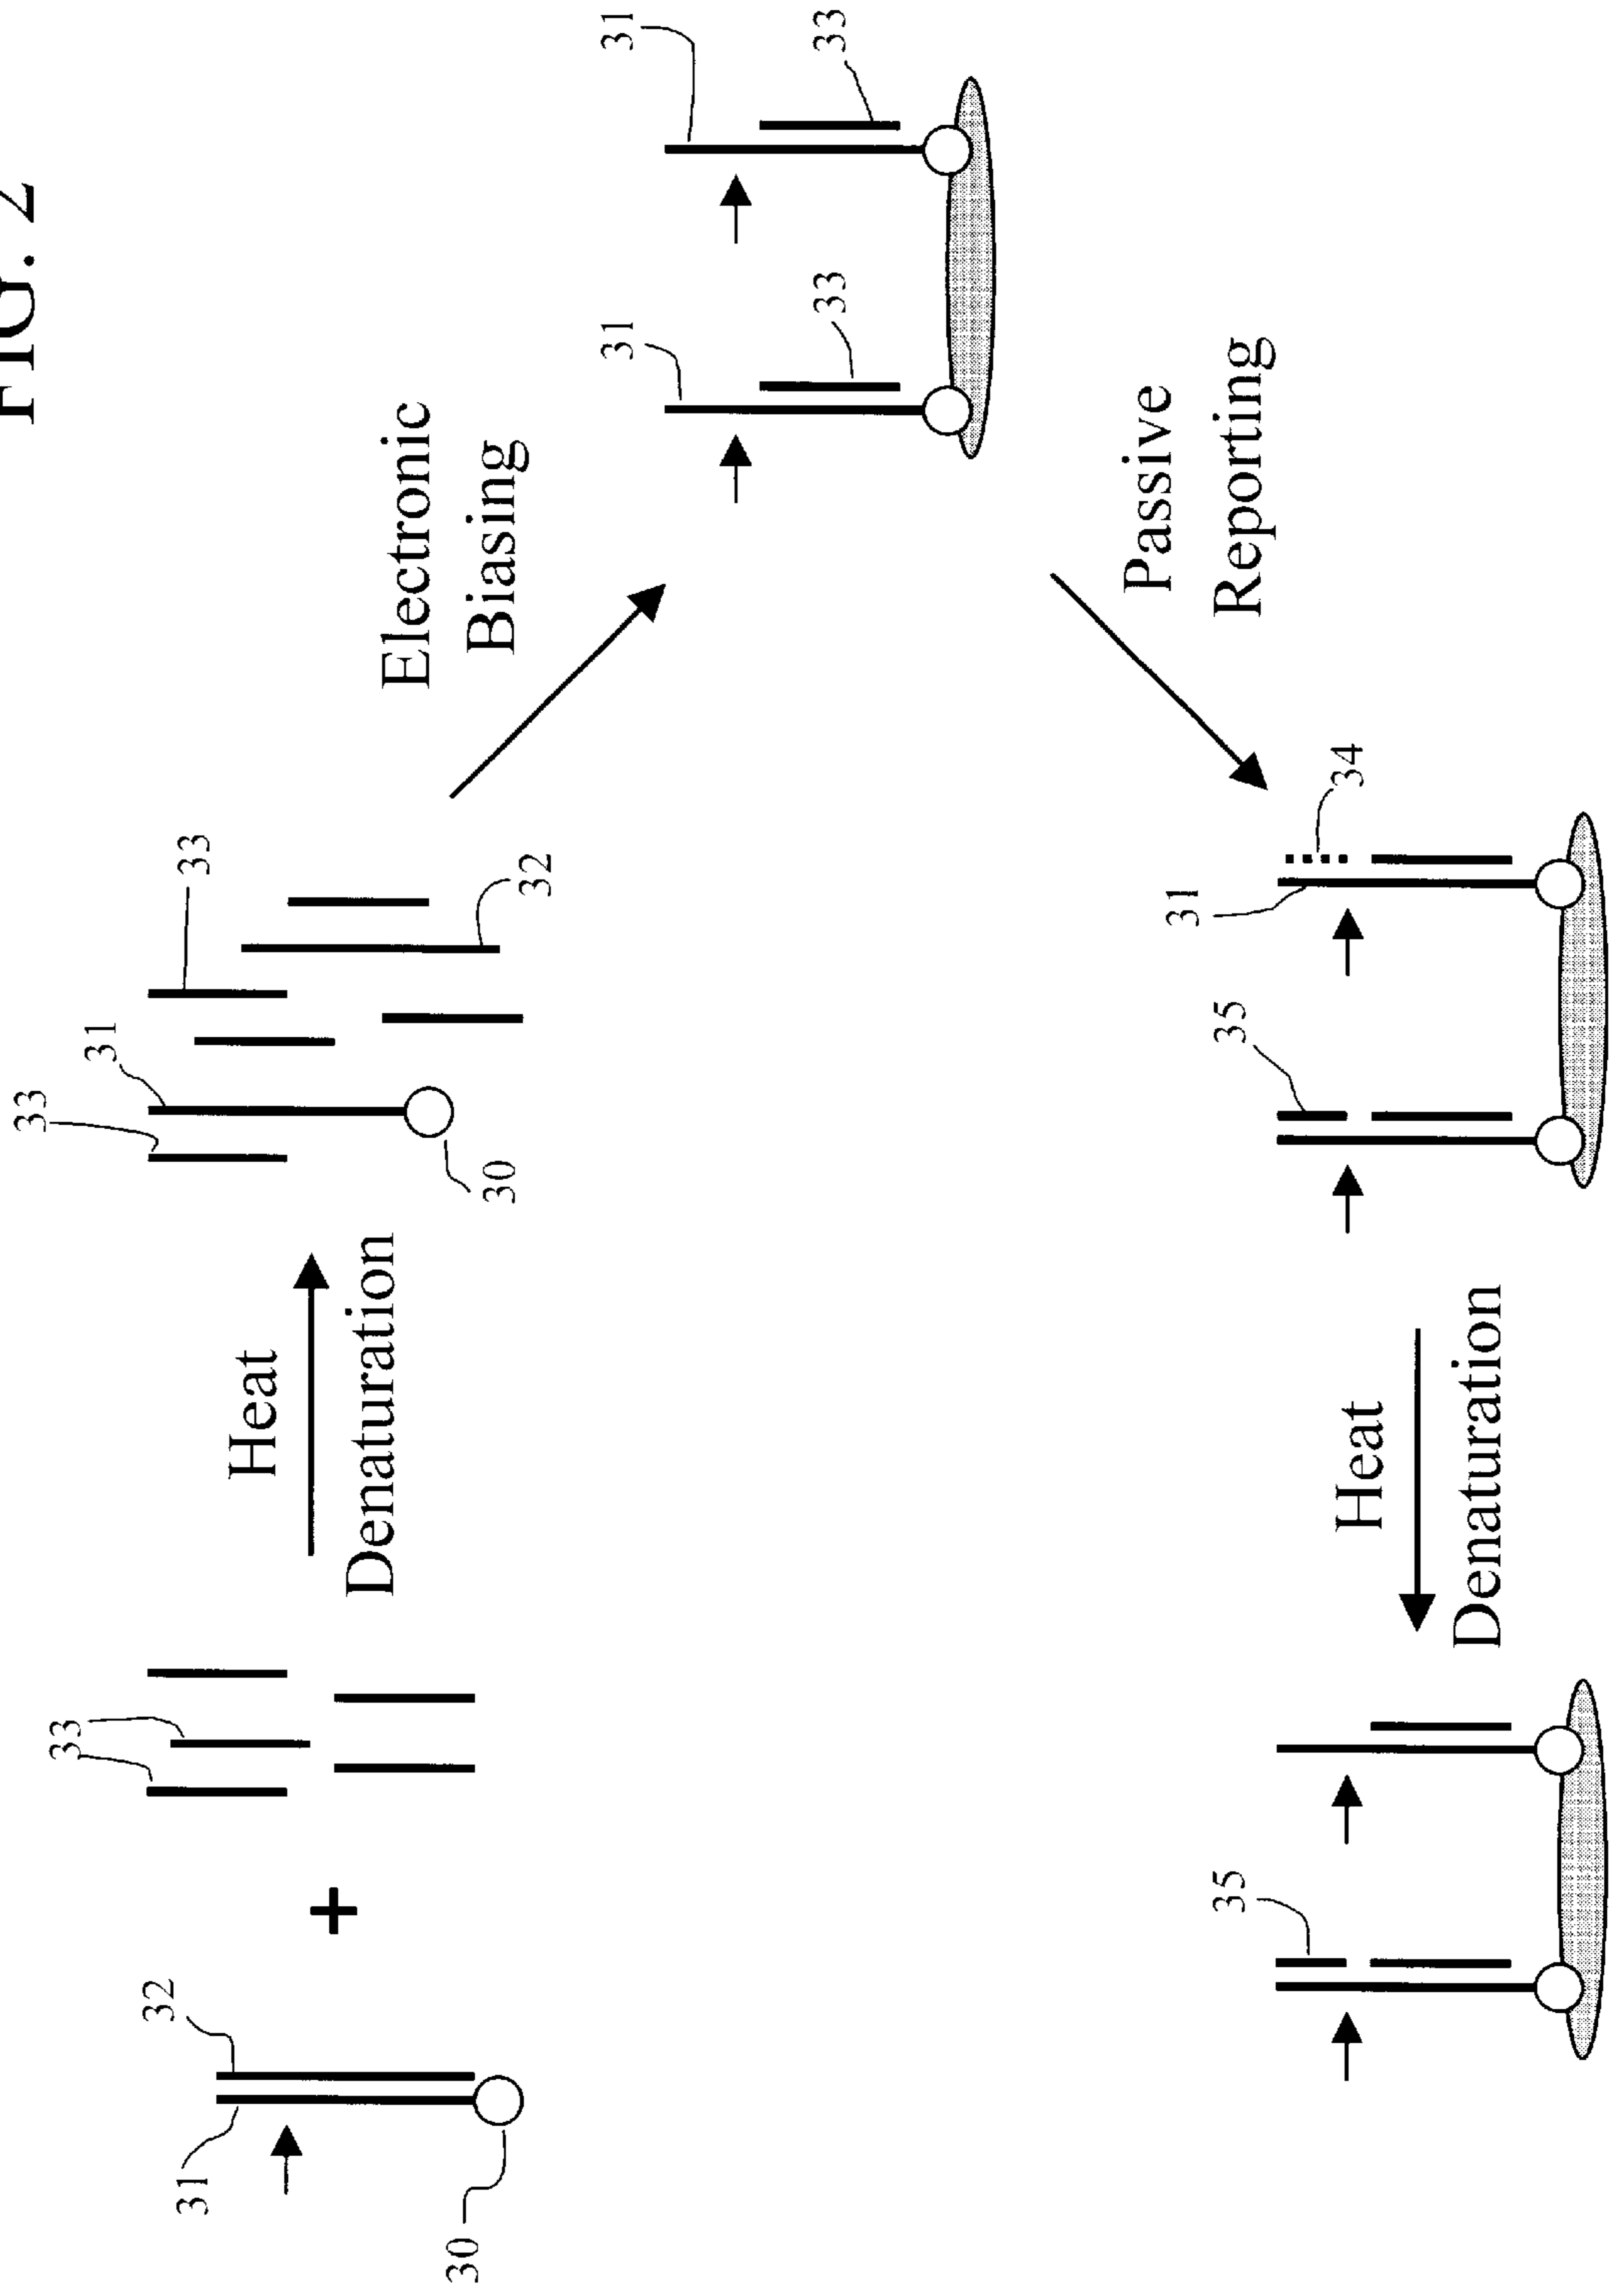 FIG. 2
31
32
30
33
Heat
Denaturation
33
31
33
30
32
Electronic
Biasing
31
33
31
33
Passive
Reporting
35
31
34
Heat
Denaturation
35